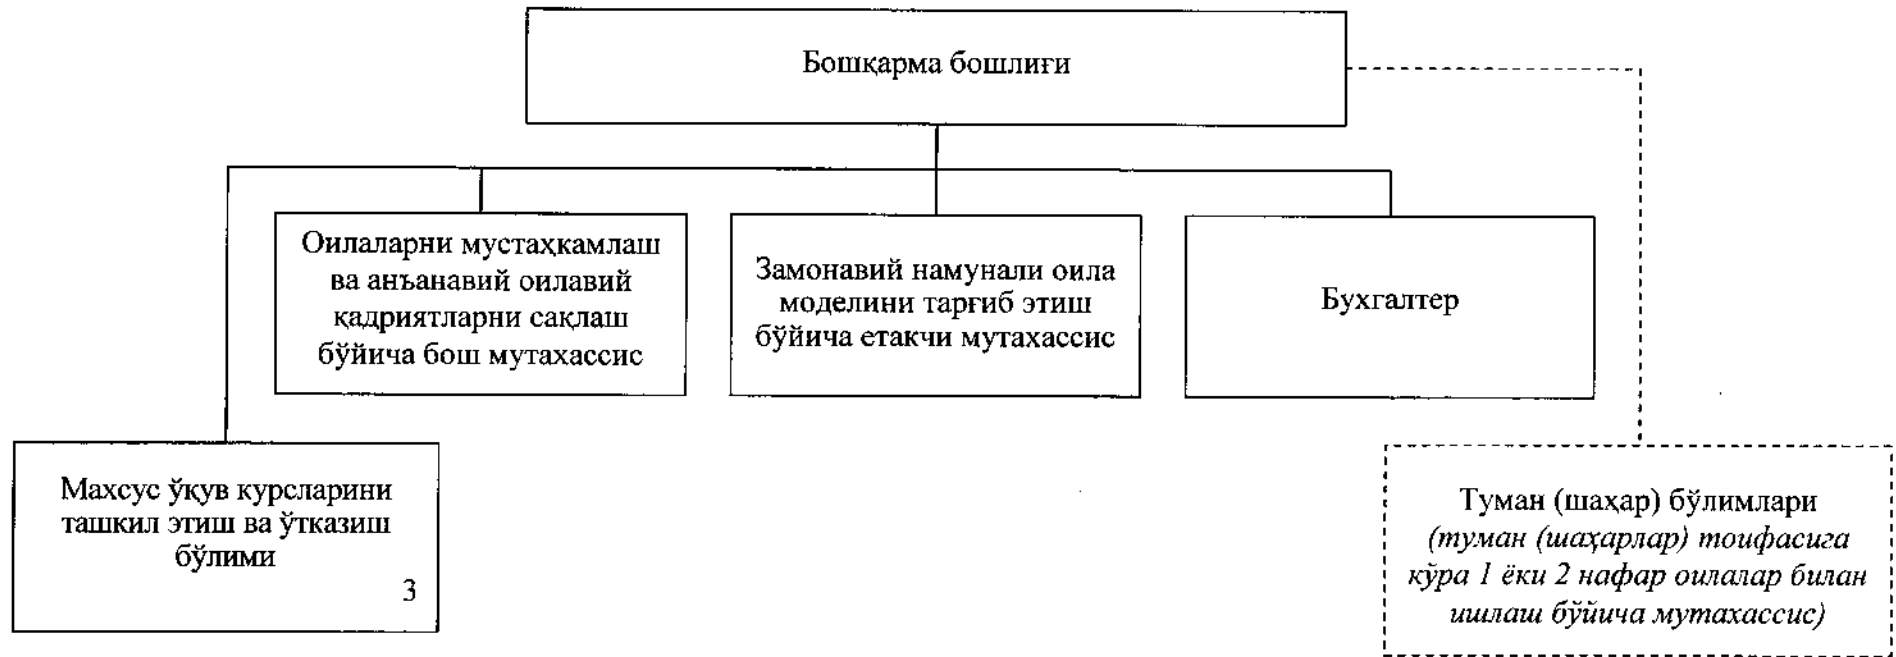 Бошқарма бошлиғи
Оилаларни мустаҳкамлаш
ва анъанавий оилавий
қадриятларни сақлаш
бўйича бош мутахассис
Замонавий намунали оила
моделини тарғиб этиш
бўйича етакчи мутахассис
Бухгалтер
Махсус ўқув курсларини
ташкил этиш ва ўтказиш
бўлими
3
Туман (шаҳар) бўлимлари
(туман (шаҳарлар) тоифасига
кўра 1 ёки 2 нафар оилалар билан
ишлаш бўйича мутахассис)